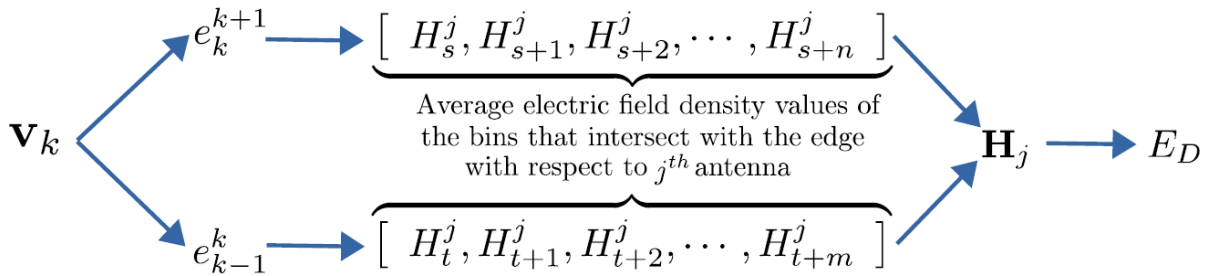 e_k^{k+1} [ H_s^j, H_{s+1}^j, H_{s+2}^j, ⋯ , H_{s+n}^j ]
Average electric field density values of
the bins that intersect with the edge
with respect to j^{th} antenna
𝐯_k 𝐇_j E_D
e_{k-1}^k [ H_t^j, H_{t+1}^j, H_{t+2}^j, ⋯ , H_{t+m}^j ]